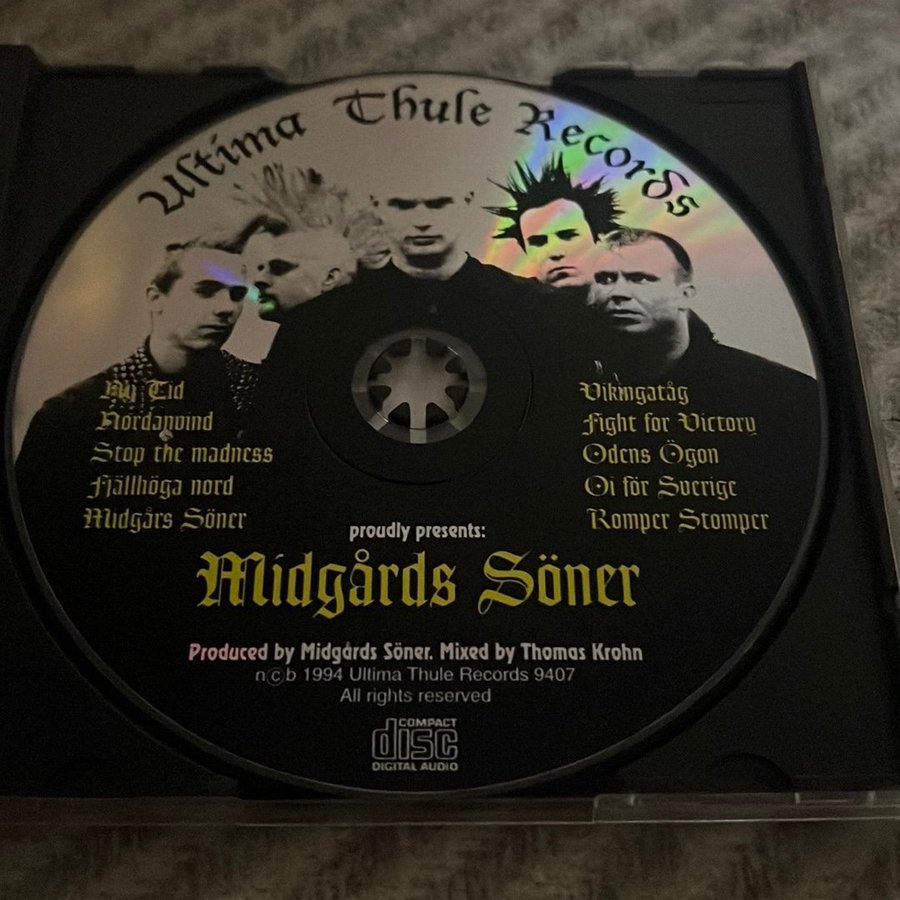 Ultima Thule Records
Ny Tid
Nordanvind
Stop the madness
Fjällhöga nord
Midgårs Söner
Vikingatåg
Fight for Victory
Odens Ögon
Oi för Sverige
Romper Stomper
proudly presents:
Midgårds Söner
Produced by Midgårds Söner. Mixed by Thomas Krohn
n©b 1994 Ultima Thule Records 9407
All rights reserved
COMPACT
disc
DIGITAL AUDIO